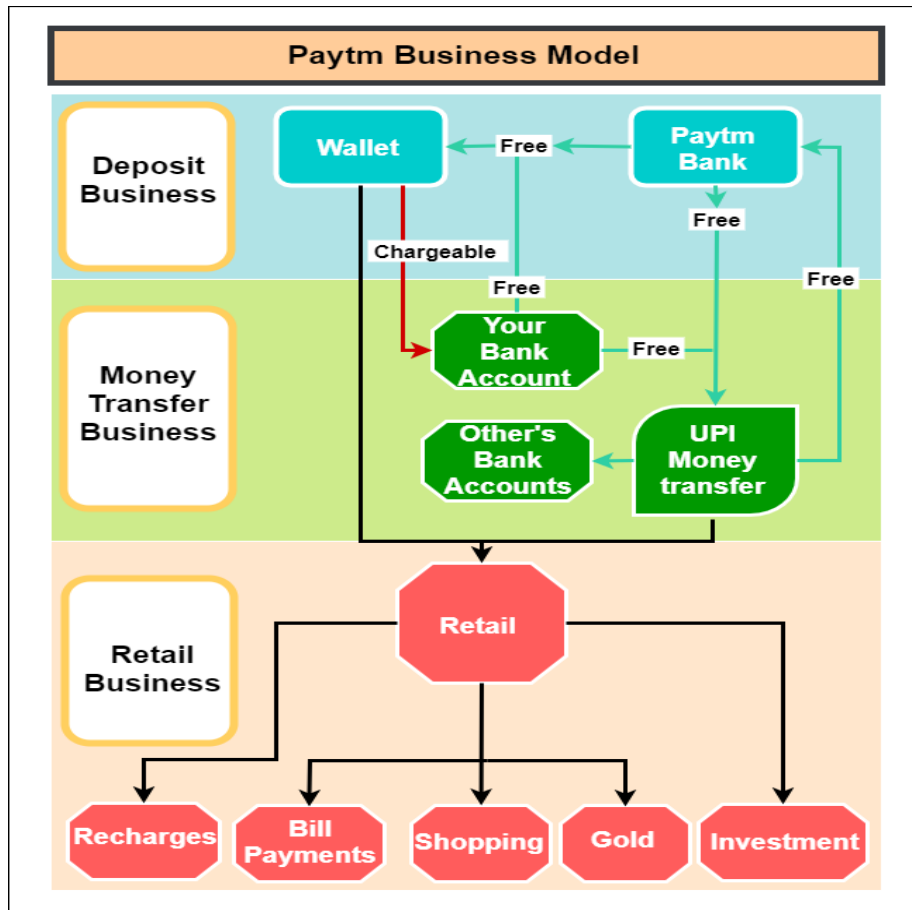 Paytm Business Model
Deposit
Business
Wallet
Free
Paytm
Bank
Free
Chargeable
Free
Free
Money
Transfer
Business
Your
Bank
Account
Free
Other's
Bank
Accounts
UPI
Money
transfer
Retail
Business
Retail
Recharges
Bill
Payments
Shopping
Gold
Investment